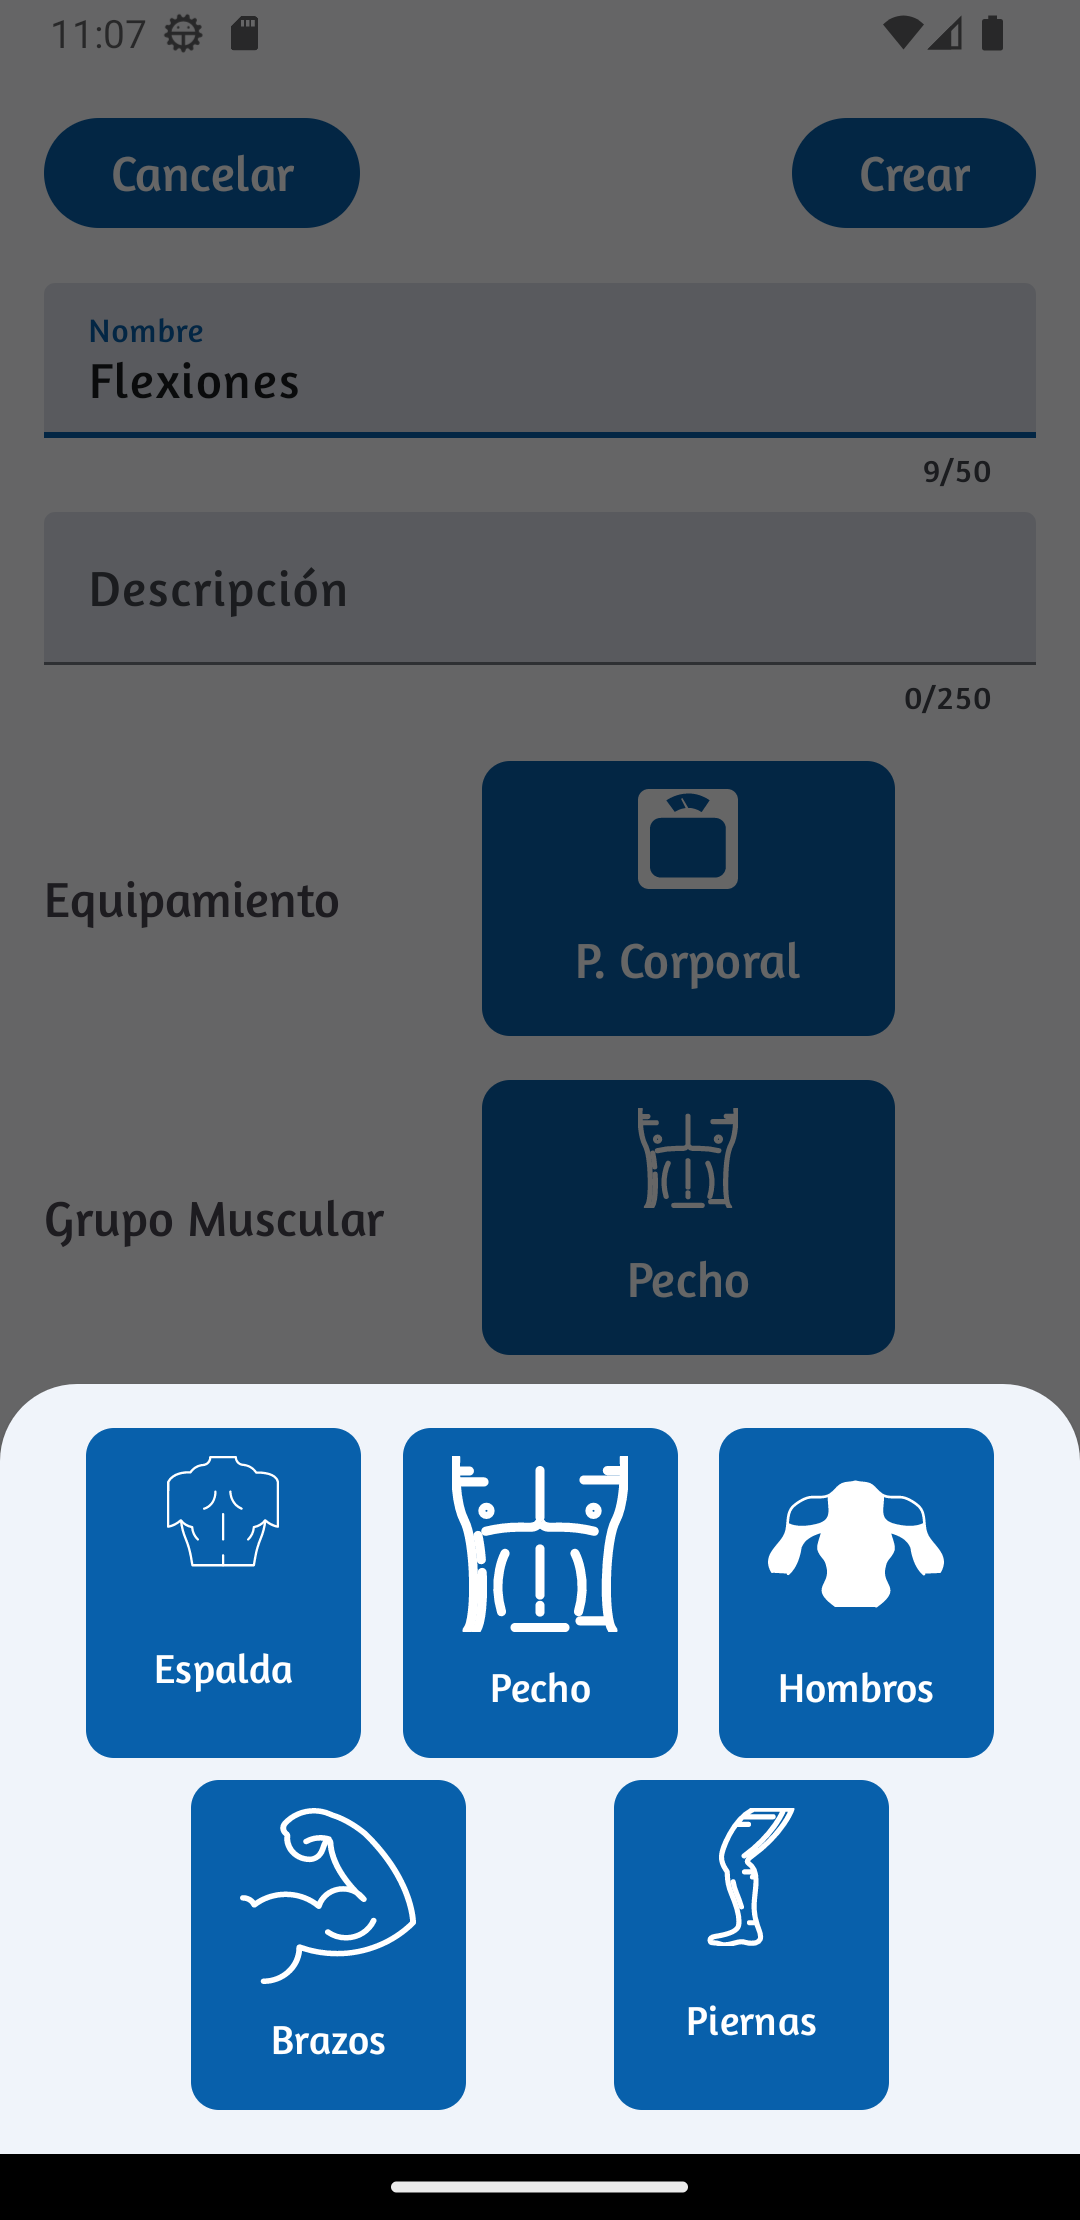 11:07
Cancelar
Crear
Nombre
Flexiones
9/50
Descripción
0/250
Equipamiento
P. Corporal
Grupo Muscular
Pecho
Espalda
Pecho
Hombros
Brazos
Piernas